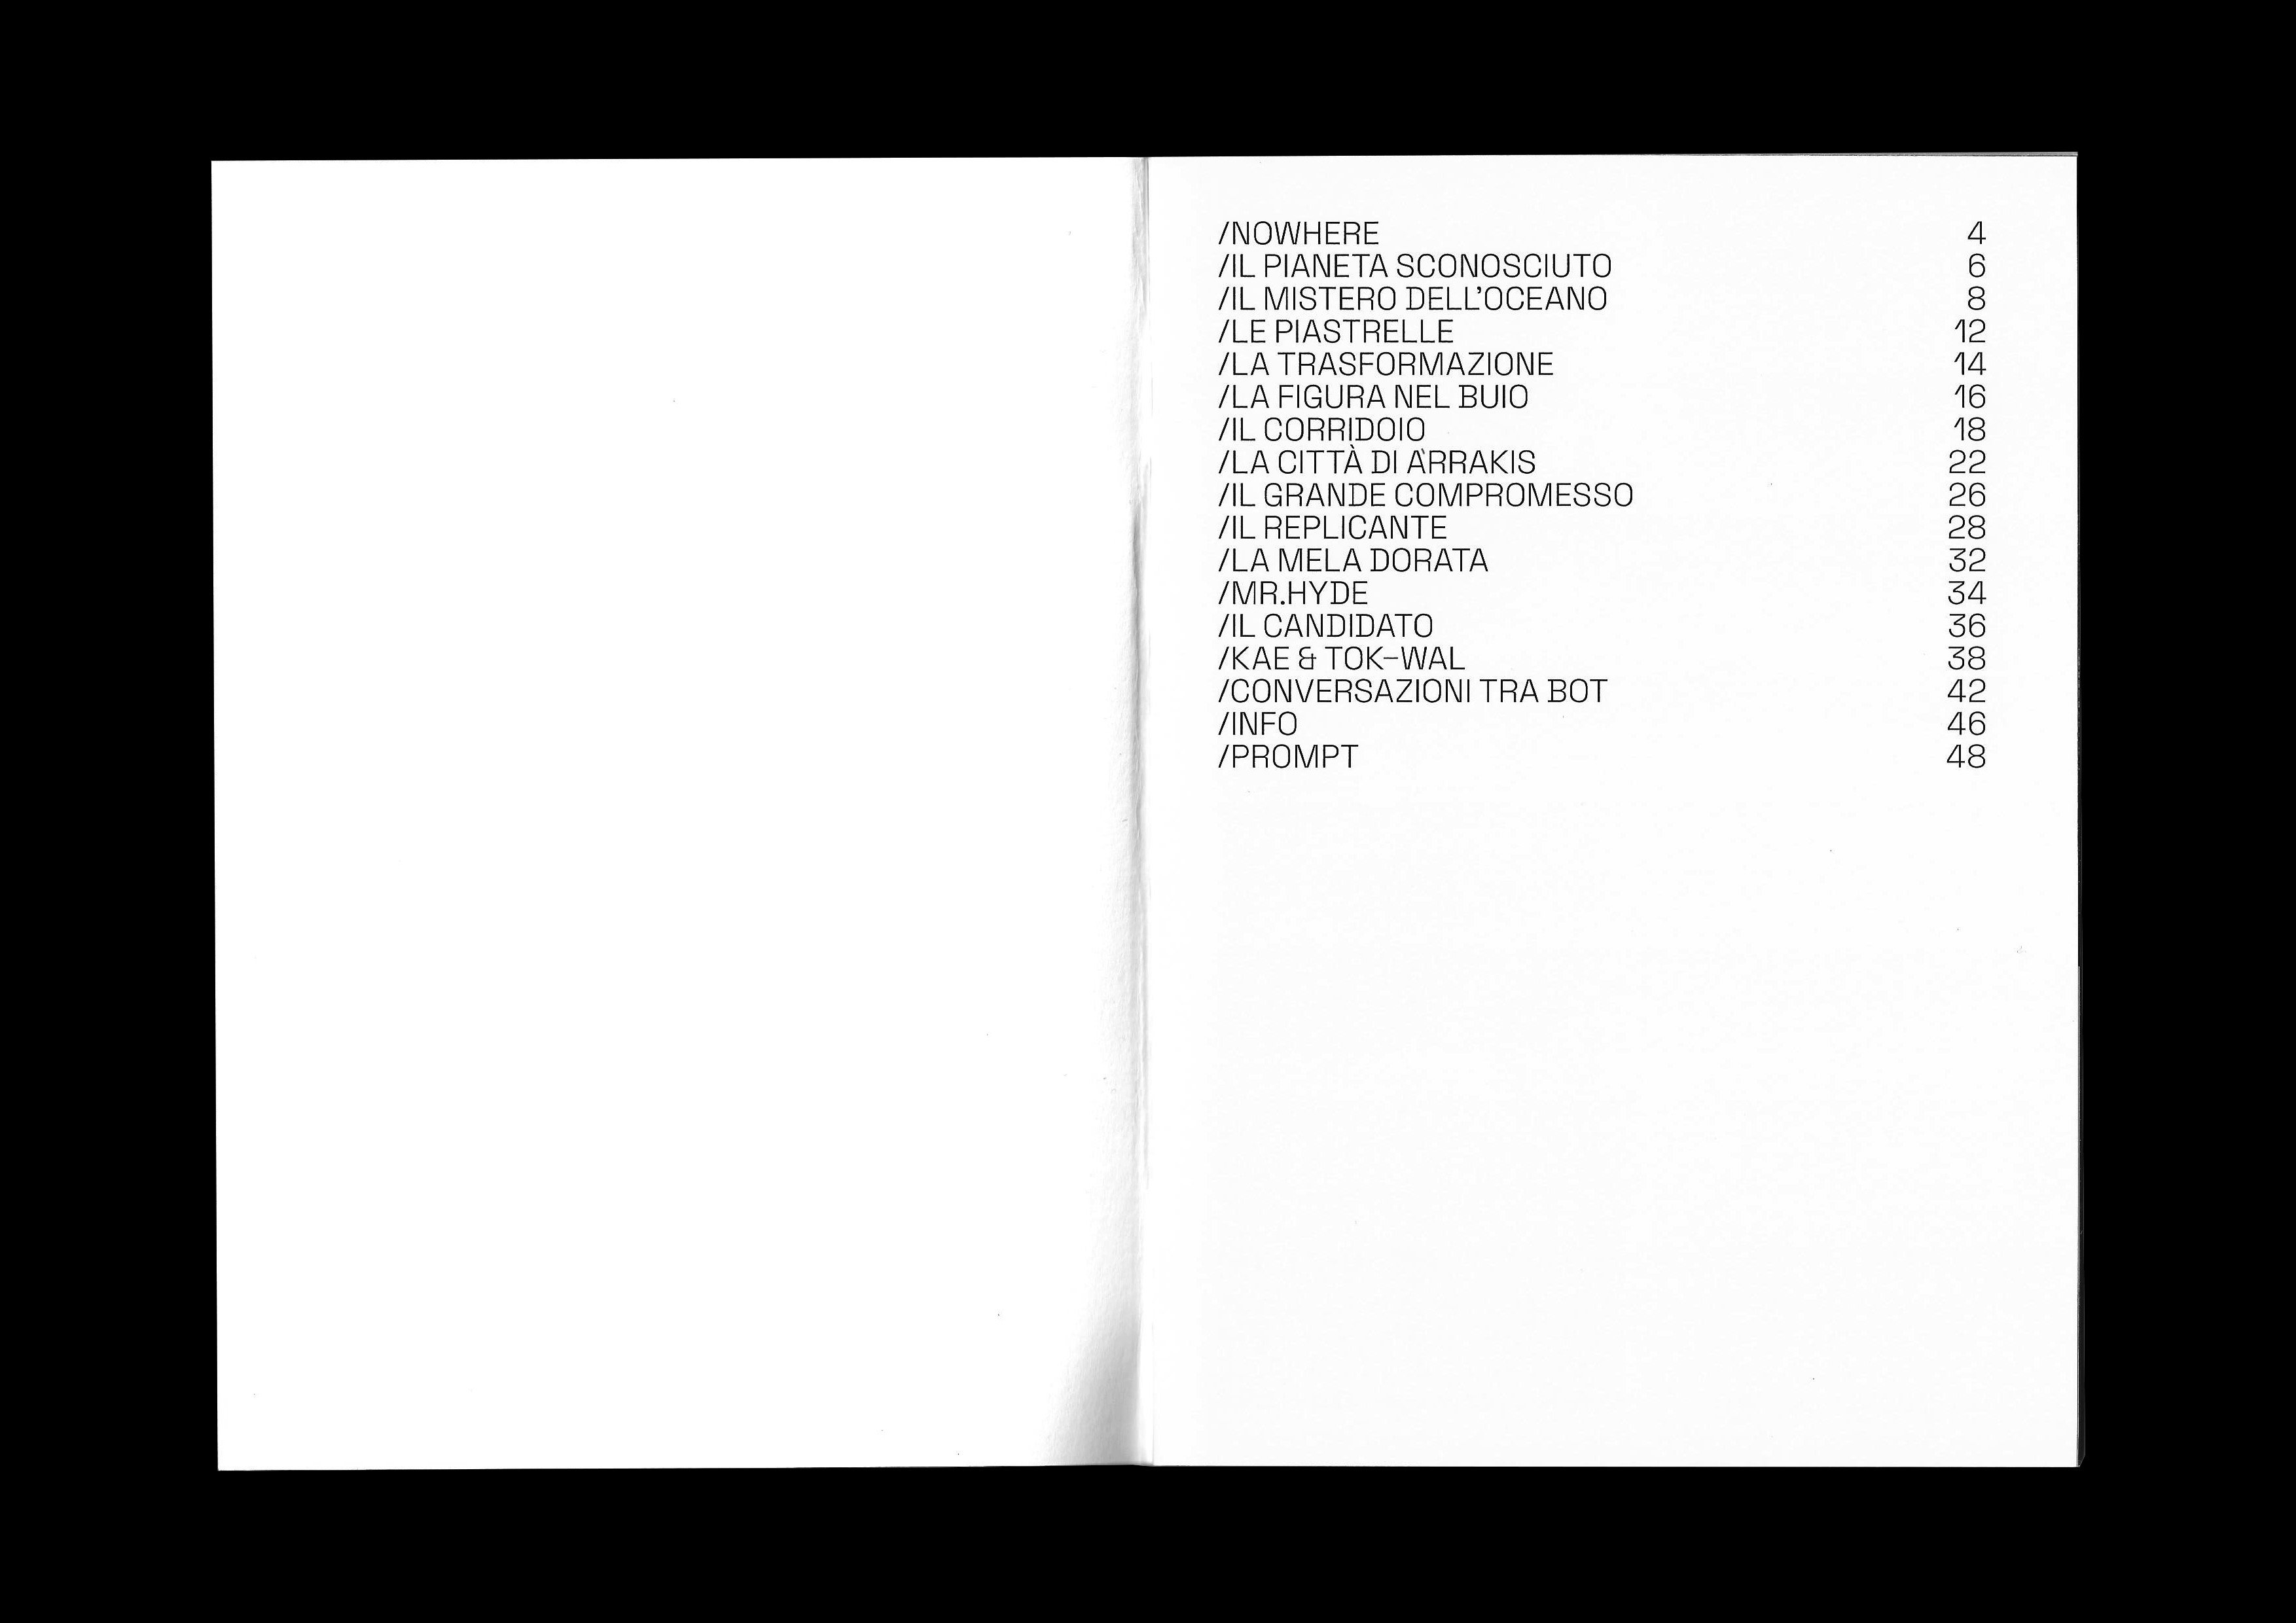 /NOWHERE 4
/IL PIANETA SCONOSCIUTO 6
/IL MISTERO DELL'OCEANO 8
/LE PIASTRELLE 12
/LA TRASFORMAZIONE 14
/LA FIGURA NEL BUIO 16
/IL CORRIDOIO 18
/LA CITTÀ DI ARRAKIS 22
/IL GRANDE COMPROMESSO 26
/IL REPLICANTE 28
/LA MELA DORATA 32
/MR.HYDE 34
/IL CANDIDATO 36
/KAE & TOK–WAL 38
/CONVERSAZIONI TRA BOT 42
/INFO 46
/PROMPT 48